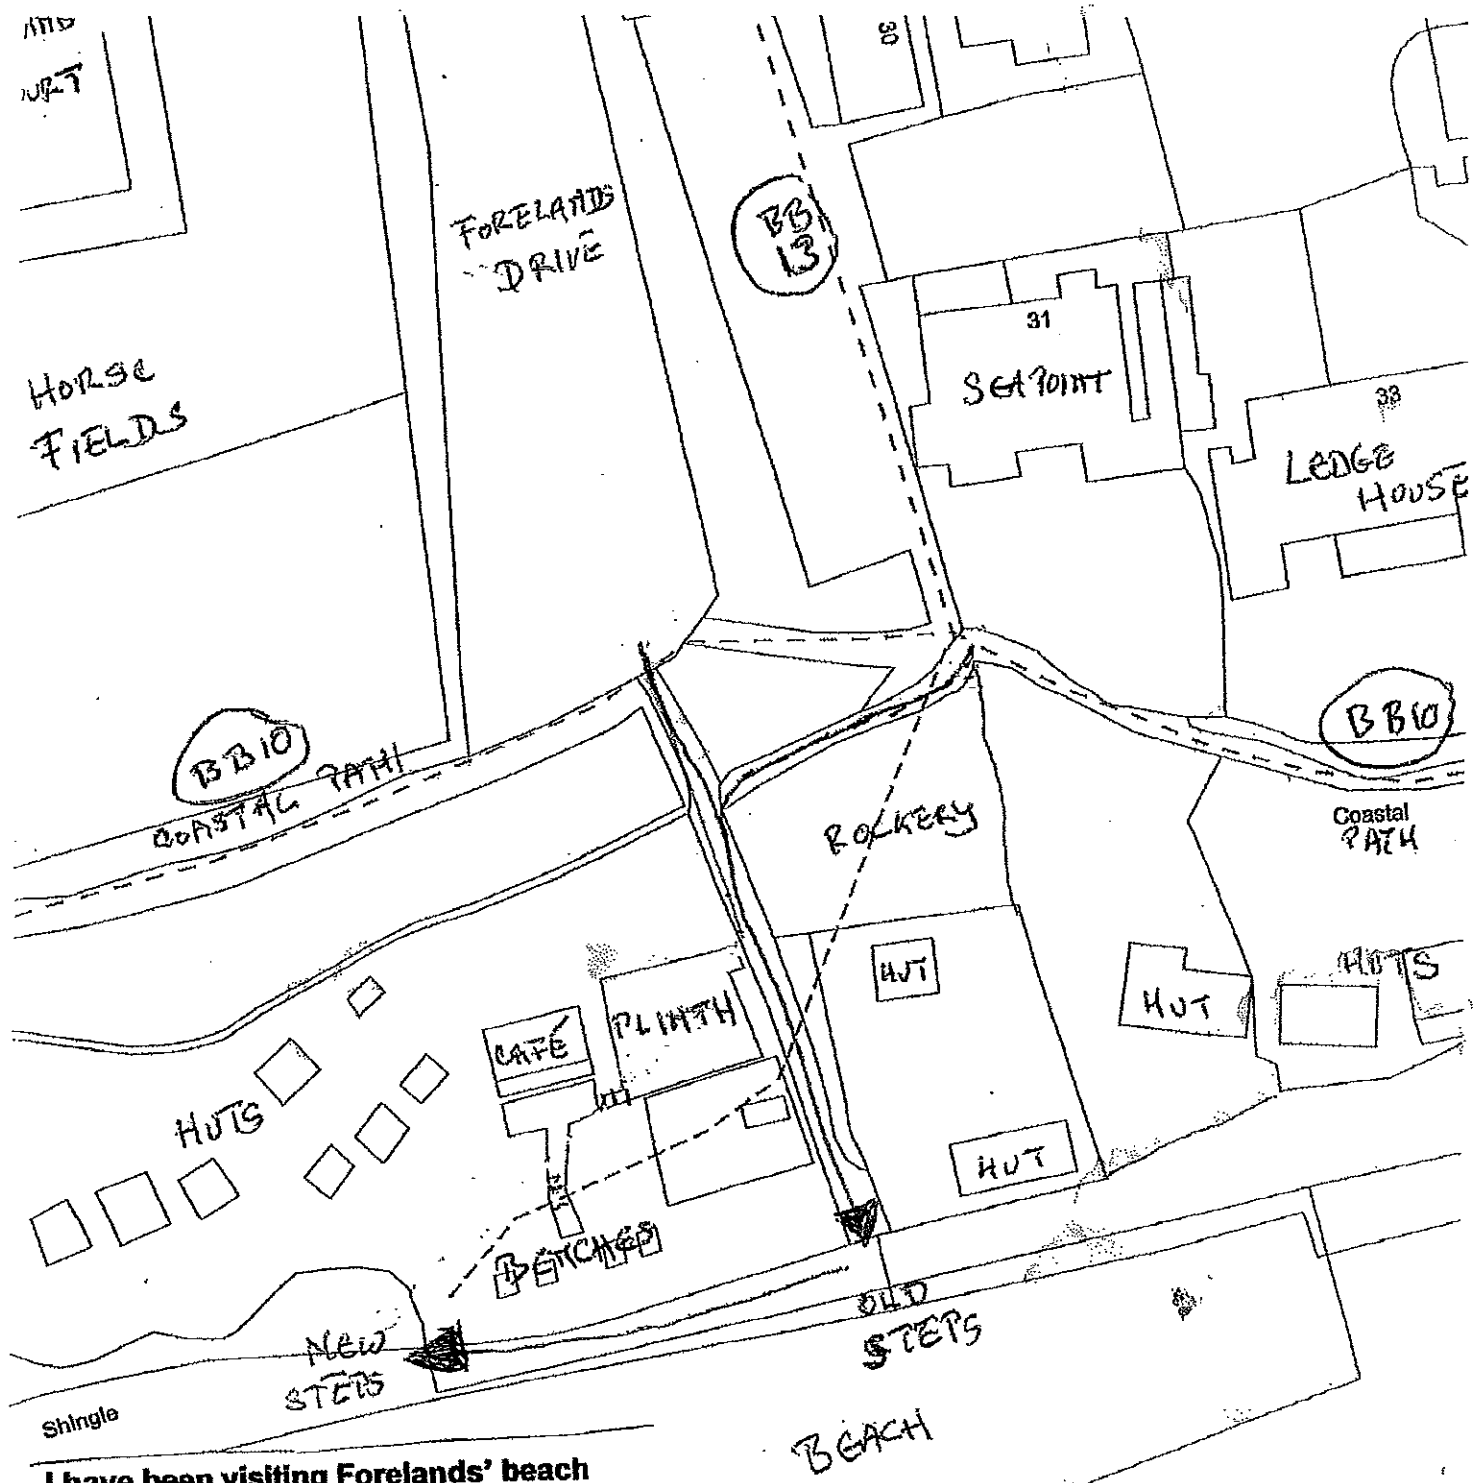 30
FORELANDS
DRIVE
BB
13
31
SEAPOINT
33
LEDGE
HOUSE
HORSE
FIELDS
BB10
COASTAL PATH
BB10
Coastal
PATH
ROCKERY
HUT
HUT
HUTS
CAFÉ
PLINTH
HUTS
HUT
BENCHES
OLD
STEPS
NEW
STEPS
Shingle
BEACH
I have been visiting Forelands' beach